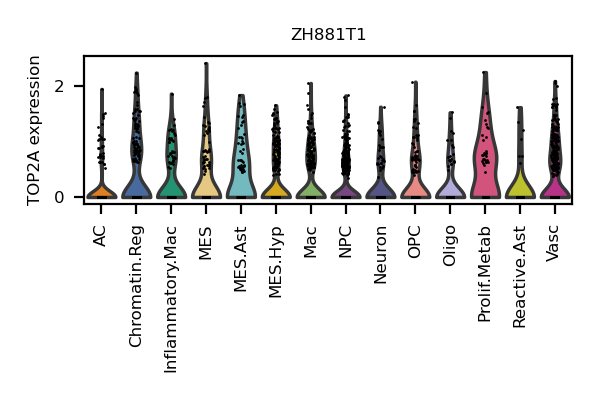 ZH881T1
TOP2A expression
2
0
AC
Chromatin.Reg
Inflammatory.Mac
MES
MES.Ast
MES.Hyp
Mac
NPC
Neuron
OPC
Oligo
Prolif.Metab
Reactive.Ast
Vasc